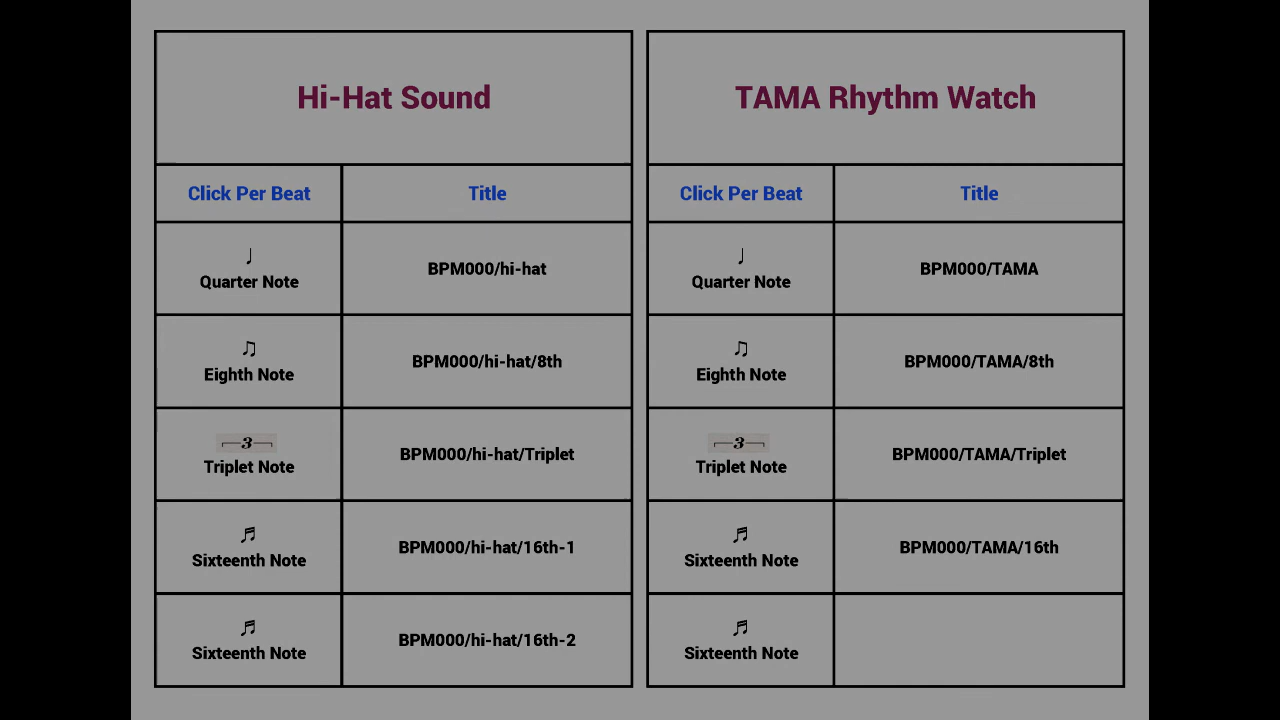 Hi-Hat Sound
Click Per Beat Title
♩
Quarter Note
BPM000/hi-hat
♫
Eighth Note
BPM000/hi-hat/8th
3
Triplet Note
BPM000/hi-hat/Triplet
♬
Sixteenth Note
BPM000/hi-hat/16th-1
♬
Sixteenth Note
BPM000/hi-hat/16th-2
TAMA Rhythm Watch
Click Per Beat Title
♩
Quarter Note
BPM000/TAMA
♫
Eighth Note
BPM000/TAMA/8th
3
Triplet Note
BPM000/TAMA/Triplet
♬
Sixteenth Note
BPM000/TAMA/16th
♬
Sixteenth Note